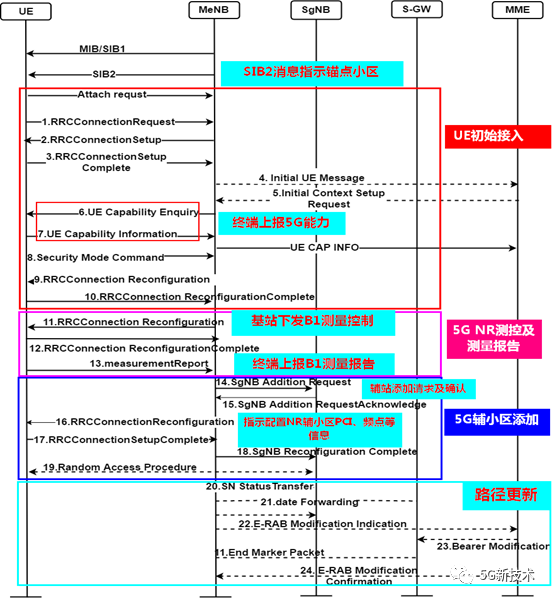 UE
MeNB
SgNB
S-GW
MME
MIB/SIB1
SIB2
SIB2消息指示锚点小区
Attach requst
1.RRCConnectionRequest
UE初始接入
2.RRCConnectionSetup
3.RRCConnectionSetup
Complete
4. Initial UE Message
5.Initial Context Setup
Request
6.UE Capability Enquiry
终端上报5G能力
7.UE Capability Information
UE CAP INFO
8.Security Mode Command
9.RRCConnection Reconfiguration
10.RRCConnection ReconfigurationComplete
11.RRCConnection Reconfiguration
基站下发B1测量控制
5G NR测控及
测量报告
12.RRCConnection ReconfigurationComplete
13.measurementReport
终端上报B1测量报告
14.SgNB Addition Request
辅站添加请求及确认
15.SgNB Addition RequestAcknowledge
16.RRCConnectionReconfiguration
指示配置NR辅小区PCI、频点等
信息
5G辅小区添加
17.RRCConnectionSetupComplete
18.SgNB Reconfiguration Complete
19.Random Access Procedure
20.SN StatusTransfer
路径更新
21.date Forwarding
22.E-RAB Modification Indication
23.Bearer Modification
11.End Marker Packet
24. E-RAB Modification
Confirmation
5G新技术